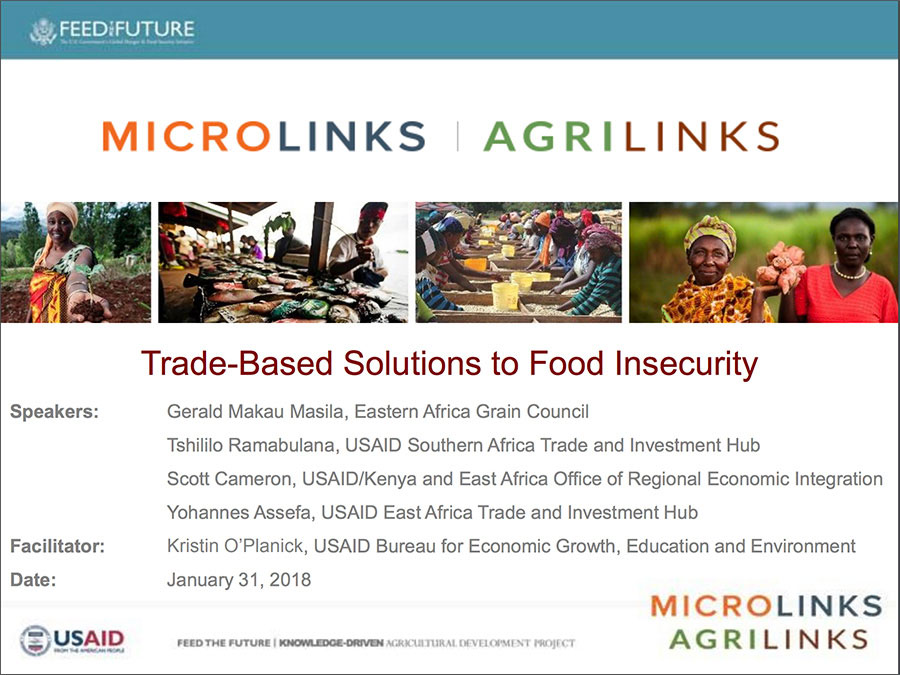 FEED THE FUTURE
The U.S. Government's Global Hunger & Food Security Initiative
MICROLINKS | AGRILINKS
Trade-Based Solutions to Food Insecurity
Speakers: Gerald Makau Masila, Eastern Africa Grain Council
Tshililo Ramabulana, USAID Southern Africa Trade and Investment Hub
Scott Cameron, USAID/Kenya and East Africa Office of Regional Economic Integration
Yohannes Assefa, USAID East Africa Trade and Investment Hub
Facilitator: Kristin O'Planick, USAID Bureau for Economic Growth, Education and Environment
Date: January 31, 2018
MICROLINKS
AGRILINKS
USAID
FROM THE AMERICAN PEOPLE
FEED THE FUTURE | KNOWLEDGE-DRIVEN AGRICULTURAL DEVELOPMENT PROJECT